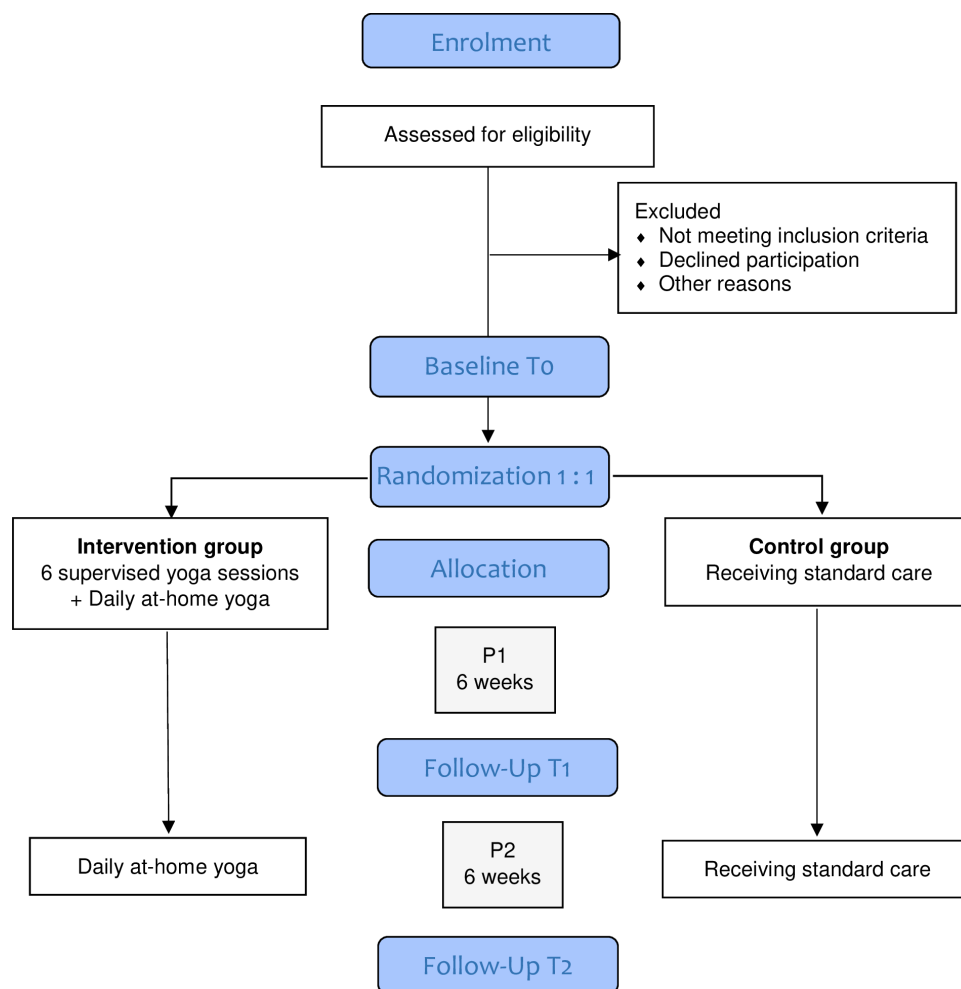 Enrolment
Assessed for eligibility
Excluded
♦ Not meeting inclusion criteria
♦ Declined participation
♦ Other reasons
Baseline T0
Randomization 1 : 1
Intervention group
6 supervised yoga sessions
+ Daily at-home yoga
Allocation
Control group
Receiving standard care
P1
6 weeks
Follow-Up T1
Daily at-home yoga
P2
6 weeks
Receiving standard care
Follow-Up T2